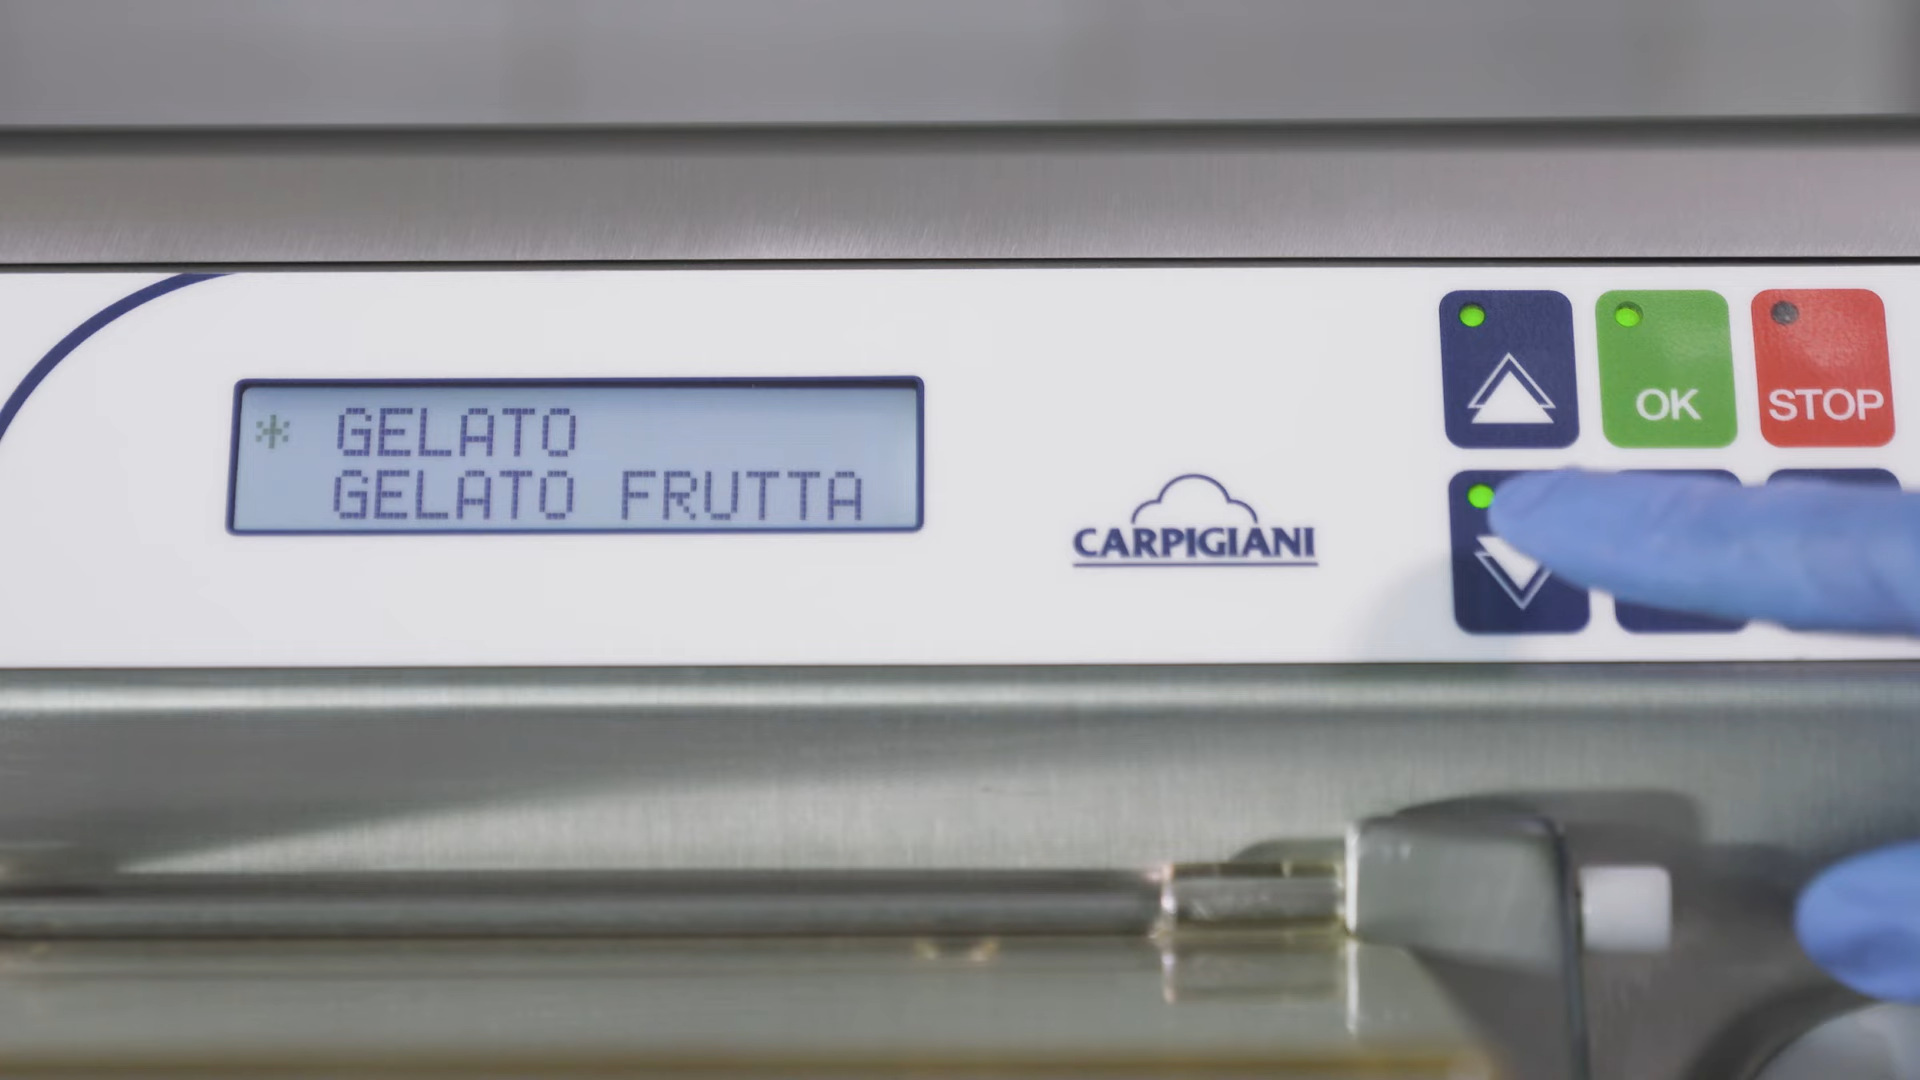 * GELATO
GELATO FRUTTA
CARPIGIANI
OK
STOP